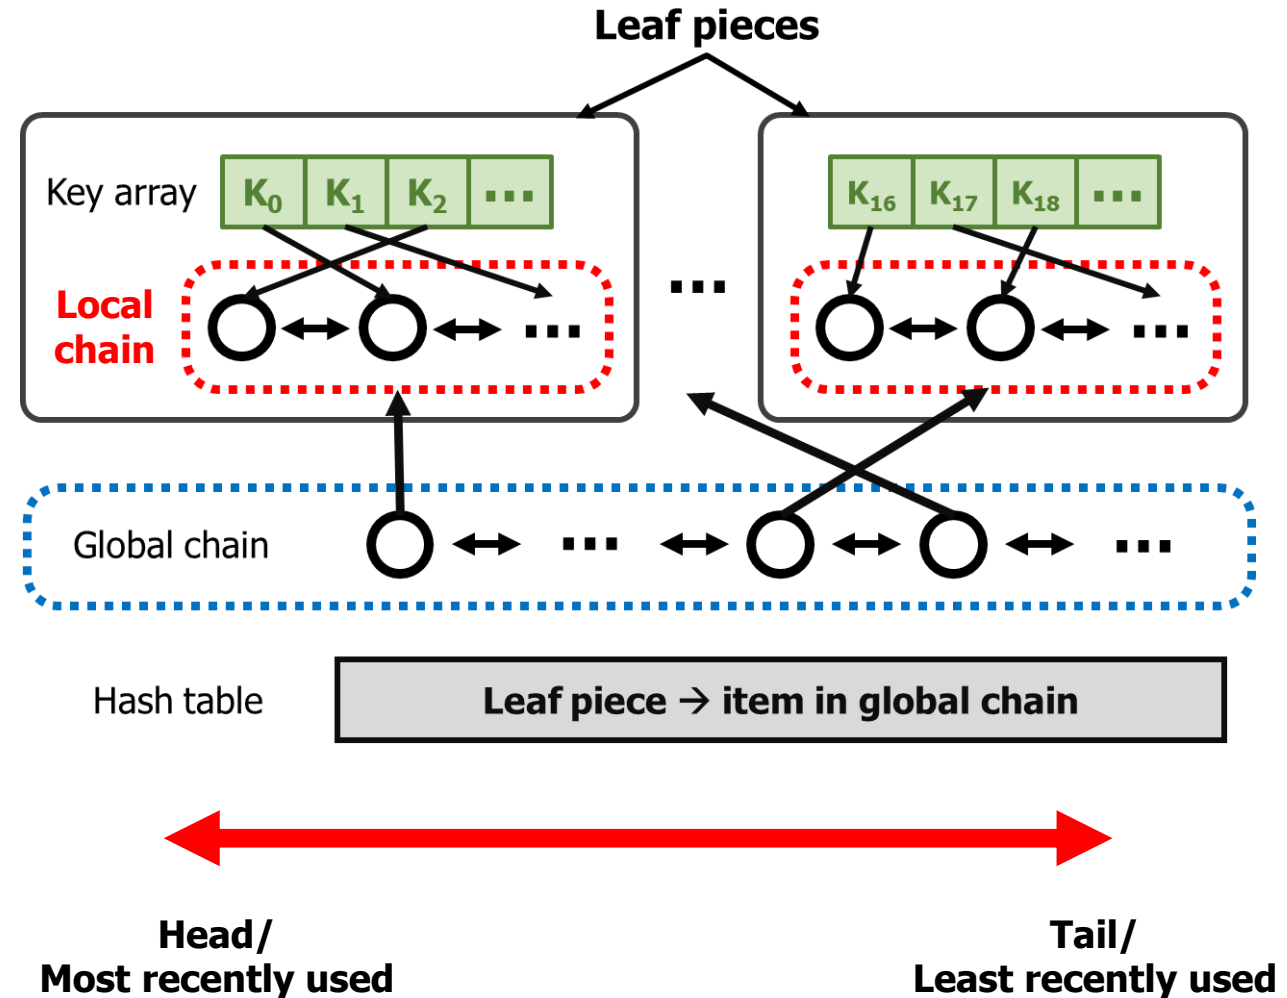 Leaf pieces
Key array K₀ K₁ K₂ ...
K₁₆ K₁₇ K₁₈ ...
Local
chain
...
...
...
Global chain ... ...
Hash table Leaf piece → item in global chain
Head/
Most recently used
Tail/
Least recently used